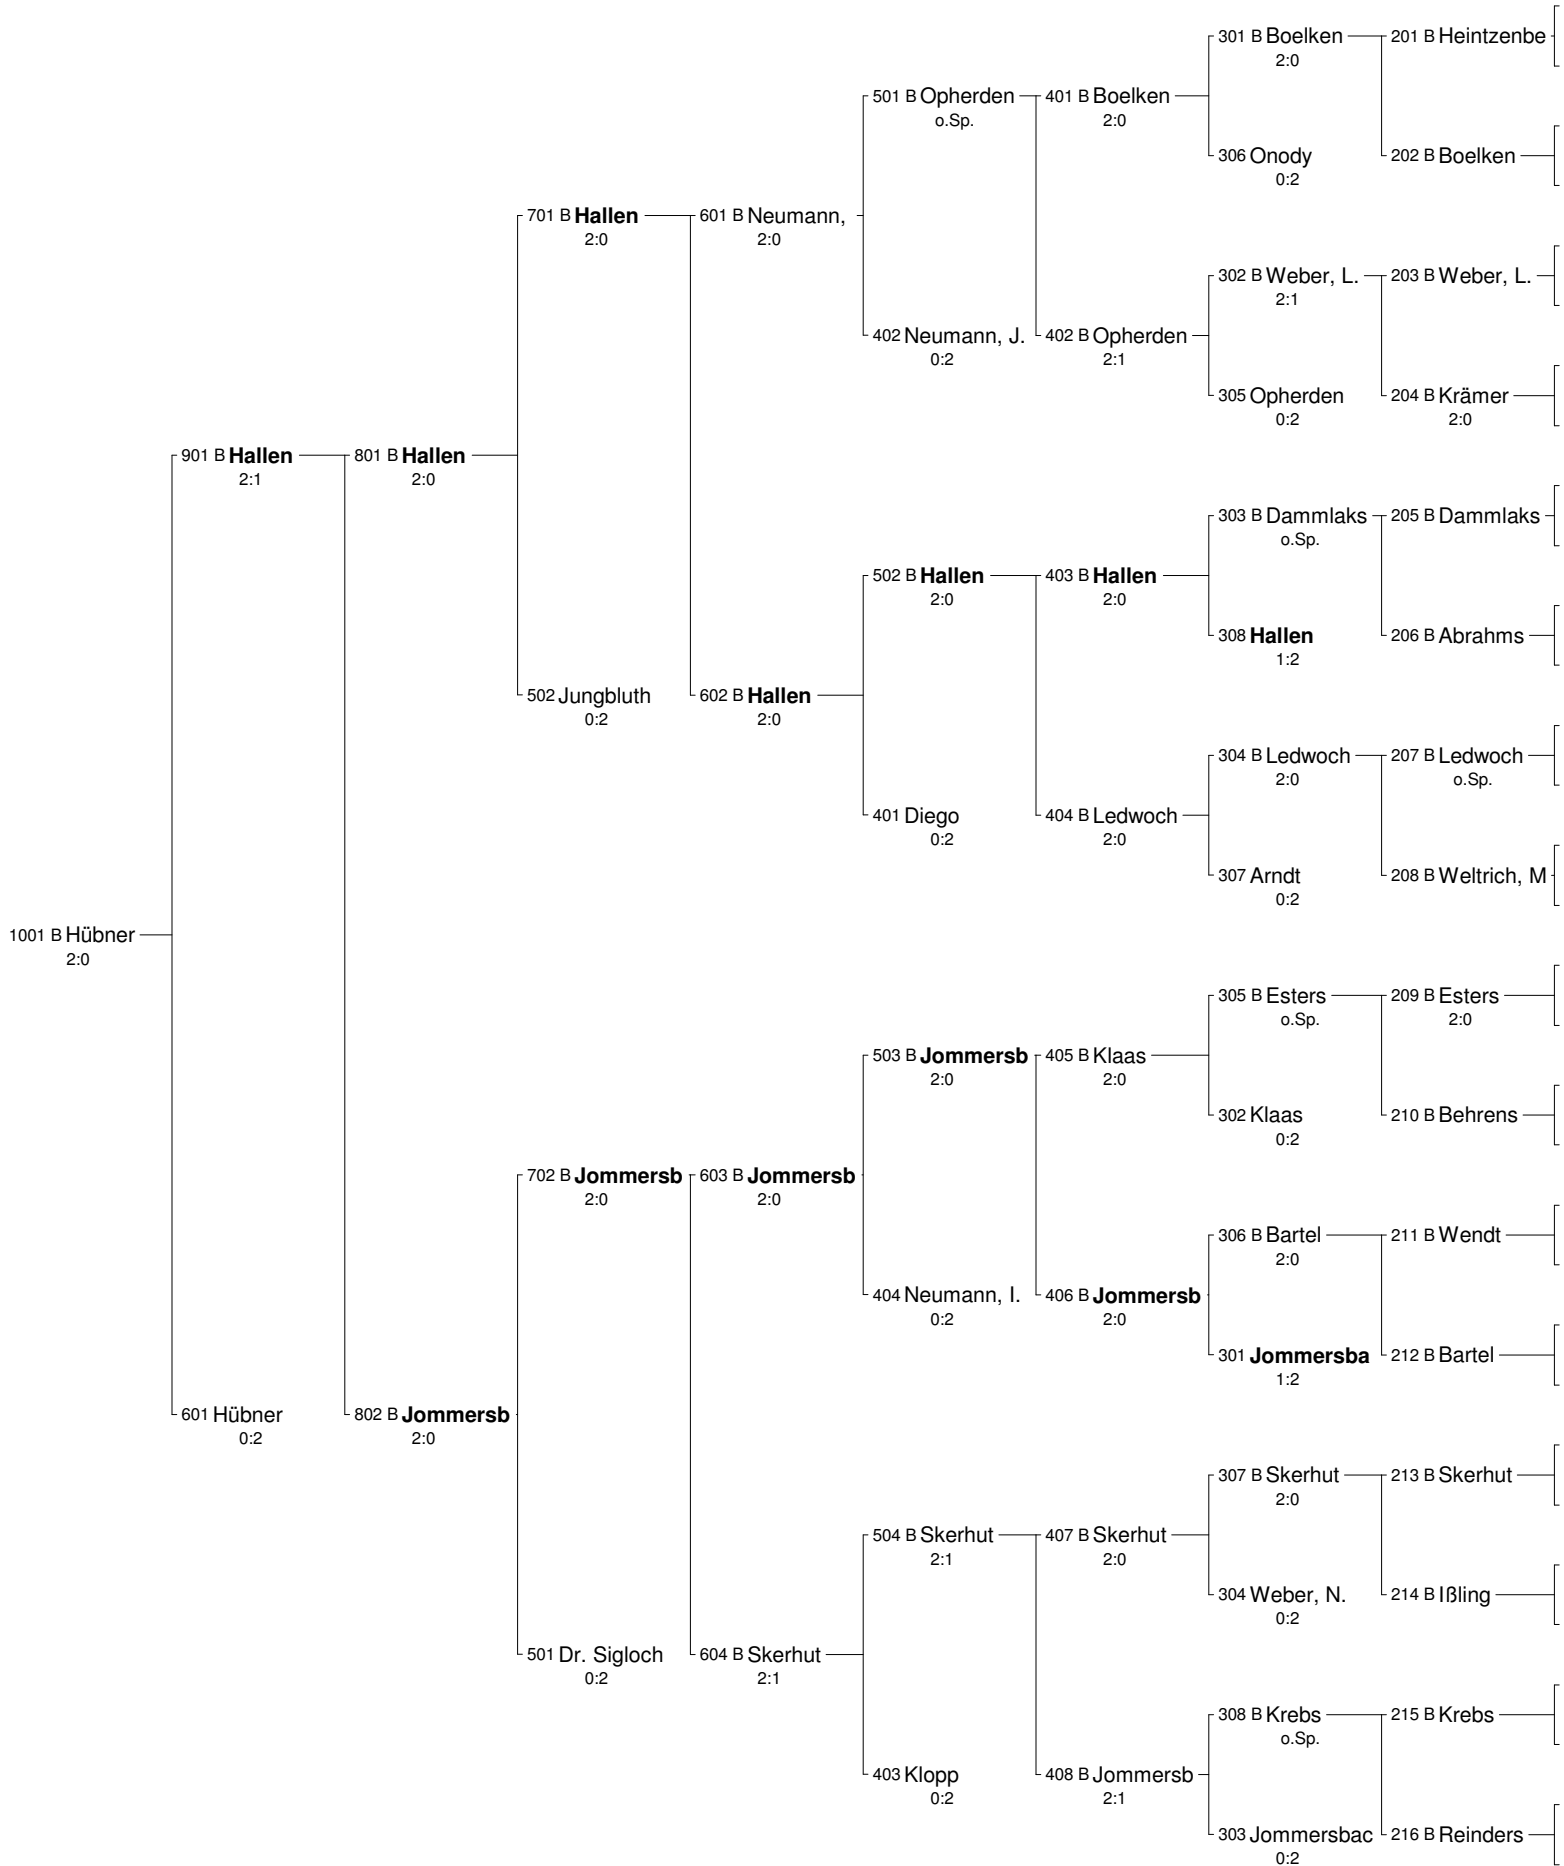 301 B Boelken 201 B Heintzenbe
2:0
501 B Opherden 401 B Boelken
o.Sp. 2:0
306 Onody 202 B Boelken
0:2
701 B Hallen 601 B Neumann,
2:0 2:0
302 B Weber, L. 203 B Weber, L.
2:1
402 Neumann, J. 402 B Opherden
0:2 2:1
305 Opherden 204 B Krämer
0:2 2:0
901 B Hallen 801 B Hallen
2:1 2:0
303 B Dammlaks 205 B Dammlaks
o.Sp.
502 B Hallen 403 B Hallen
2:0 2:0
308 Hallen 206 B Abrahms
1:2
502 Jungbluth 602 B Hallen
0:2 2:0
304 B Ledwoch 207 B Ledwoch
2:0 o.Sp.
401 Diego 404 B Ledwoch
0:2 2:0
307 Arndt 208 B Weltrich, M
0:2
1001 B Hübner
2:0
305 B Esters 209 B Esters
o.Sp. 2:0
503 B Jommersb 405 B Klaas
2:0 2:0
302 Klaas 210 B Behrens
0:2
702 B Jommersb 603 B Jommersb
2:0 2:0
306 B Bartel 211 B Wendt
2:0
404 Neumann, I. 406 B Jommersb
0:2 2:0
301 Jommersba 212 B Bartel
1:2
601 Hübner 802 B Jommersb
0:2 2:0
307 B Skerhut 213 B Skerhut
2:0
504 B Skerhut 407 B Skerhut
2:1 2:0
304 Weber, N. 214 B Ißling
0:2
501 Dr. Sigloch 604 B Skerhut
0:2 2:1
308 B Krebs 215 B Krebs
o.Sp.
403 Klopp 408 B Jommersb
0:2 2:1
303 Jommersbac 216 B Reinders
0:2